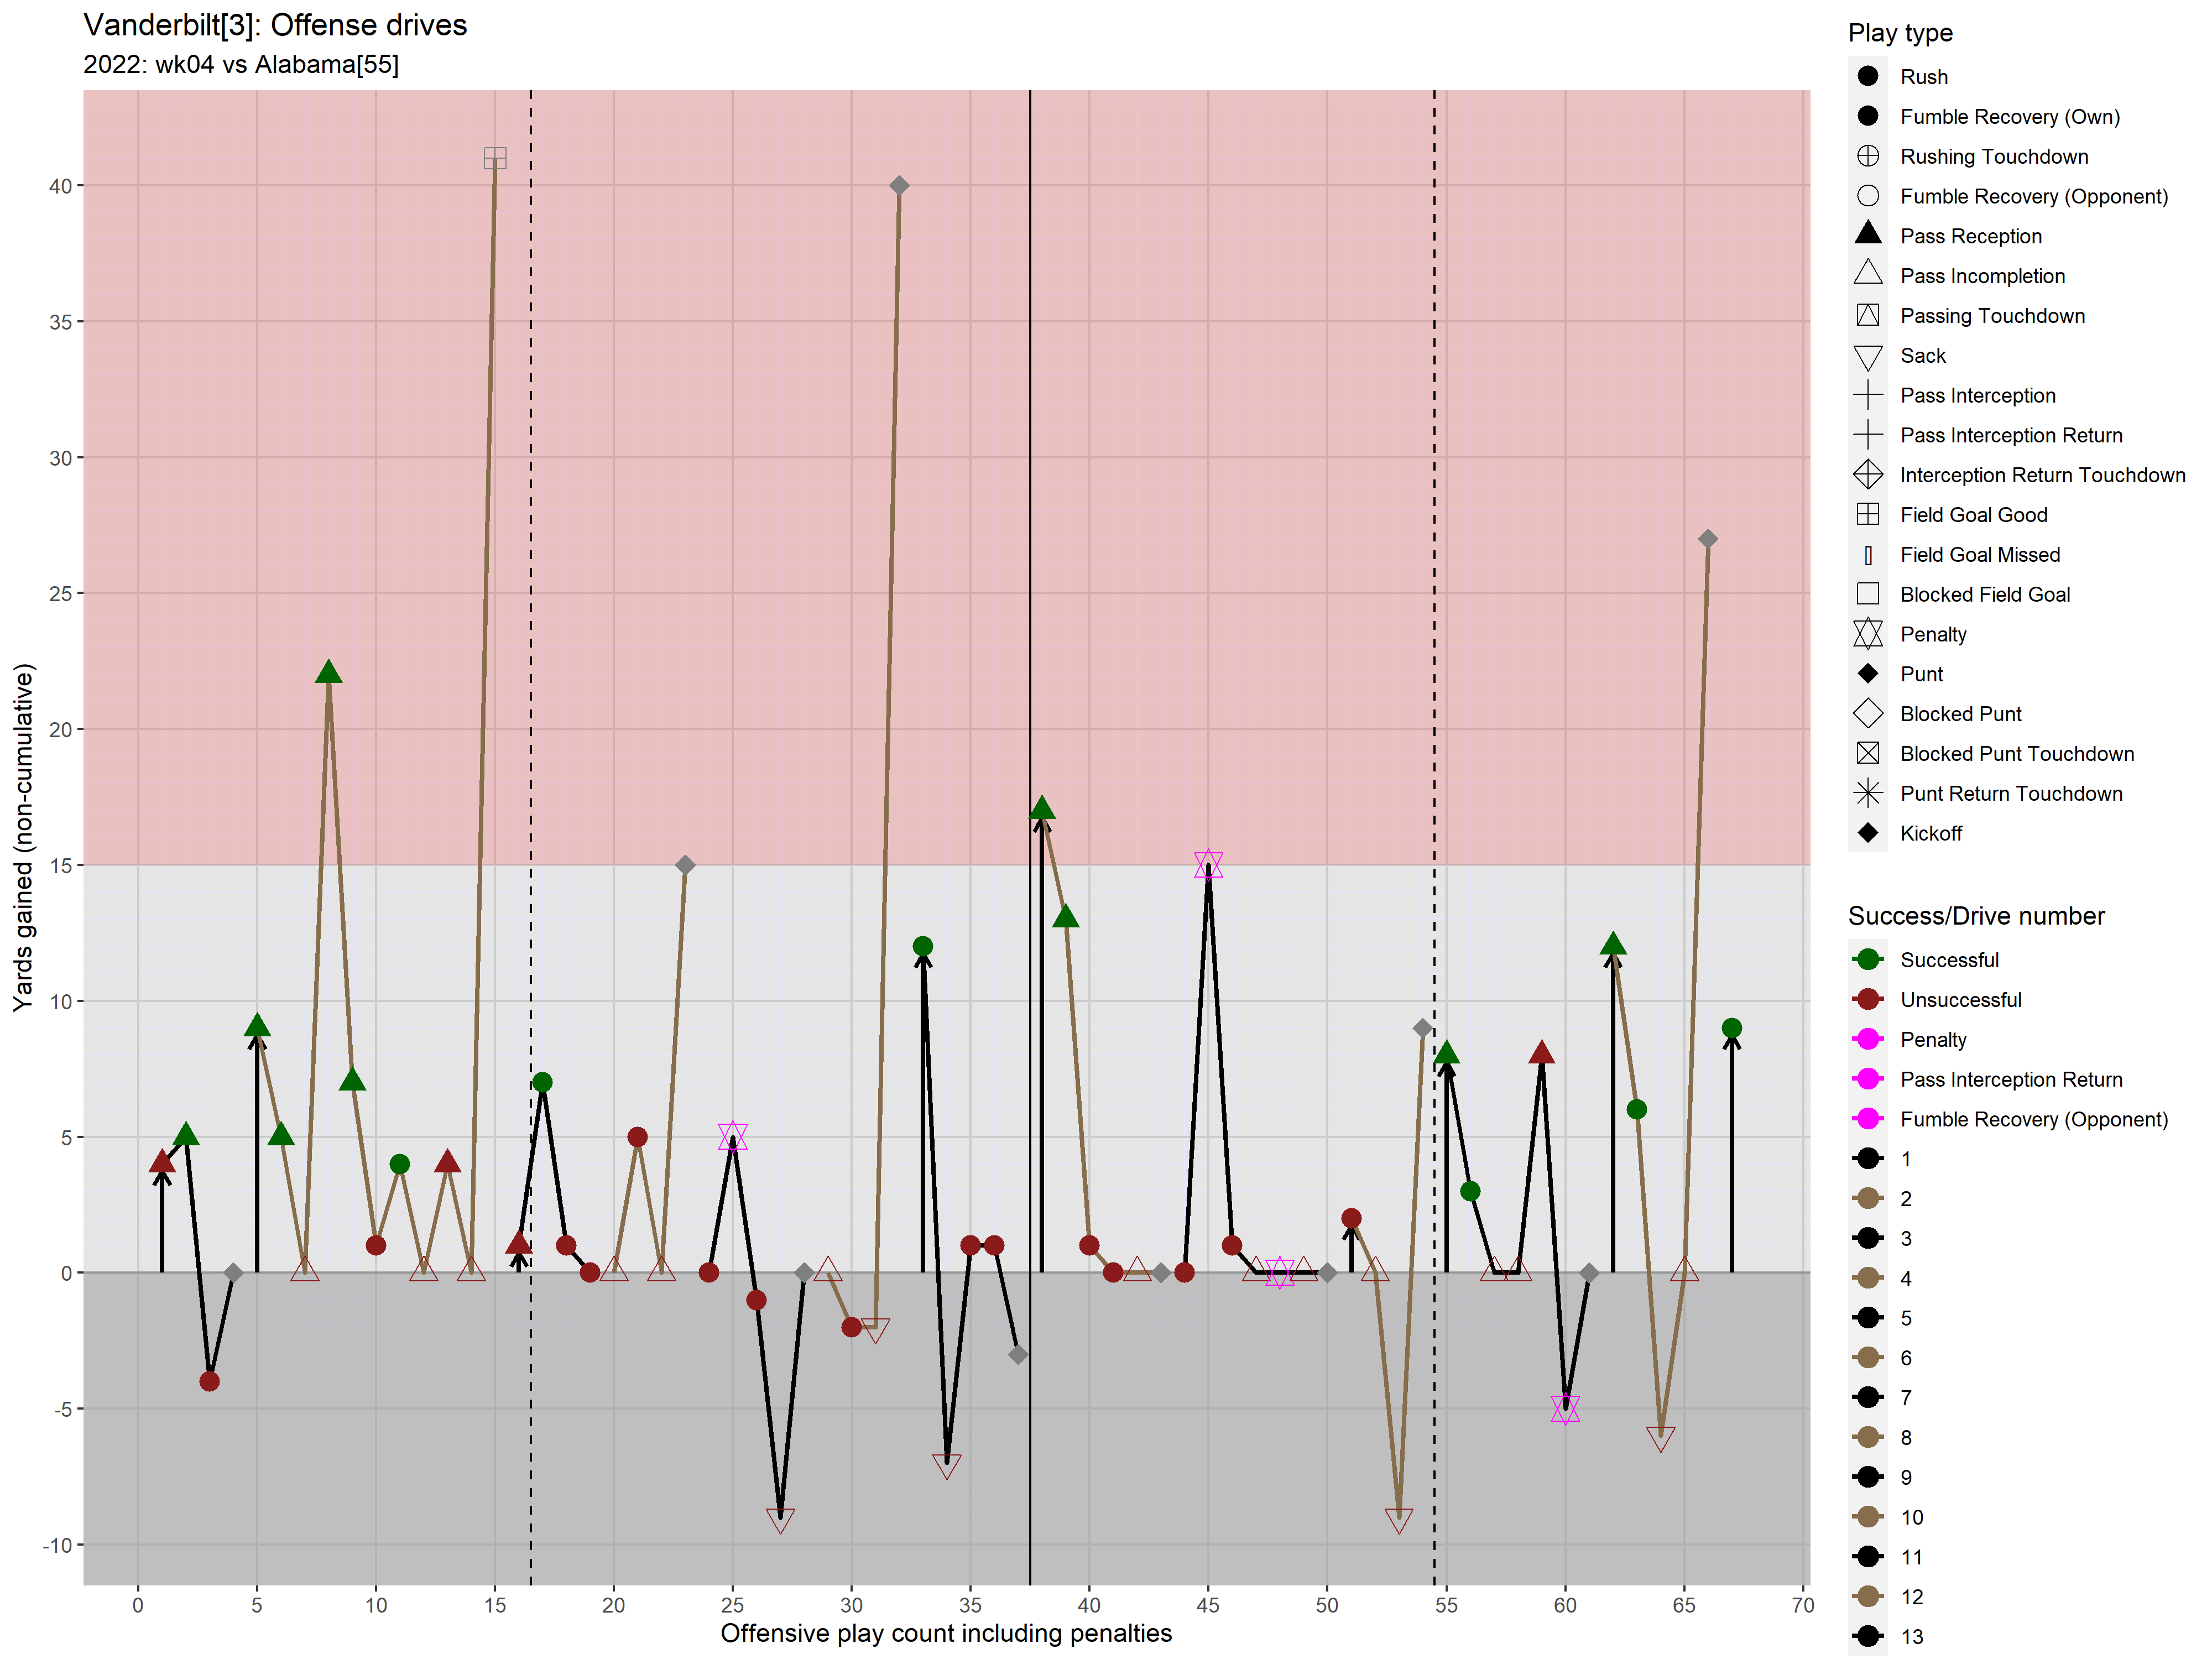 Vanderbilt[3]: Offense drives
2022: wk04 vs Alabama[55]
Yards gained (non-cumulative)
40
35
30
25
20
15
10
5
0
-5
-10
0 5 10 15 20 25 30 35 40 45 50 55 60 65 70
Offensive play count including penalties
Play type
Rush
Fumble Recovery (Own)
Rushing Touchdown
Fumble Recovery (Opponent)
Pass Reception
Pass Incompletion
Passing Touchdown
Sack
Pass Interception
Pass Interception Return
Interception Return Touchdown
Field Goal Good
Field Goal Missed
Blocked Field Goal
Penalty
Punt
Blocked Punt
Blocked Punt Touchdown
Punt Return Touchdown
Kickoff
Success/Drive number
Successful
Unsuccessful
Penalty
Pass Interception Return
Fumble Recovery (Opponent)
1
2
3
4
5
6
7
8
9
10
11
12
13